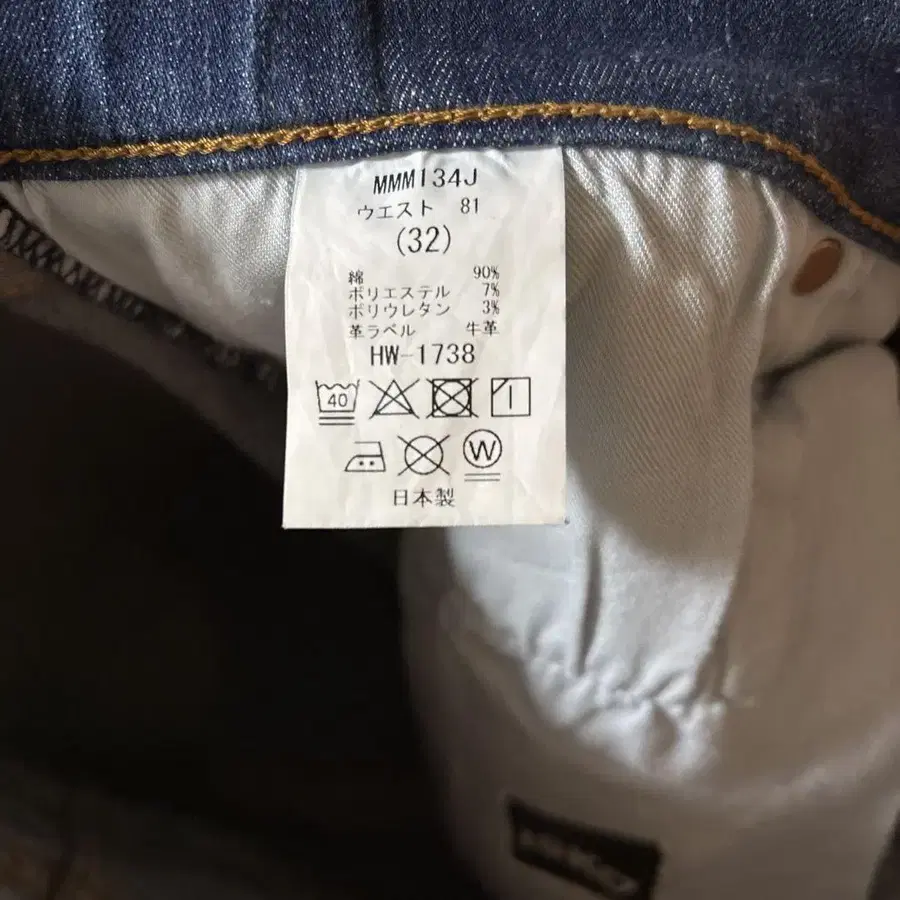 MMM134J
ウエスト 81
(32)
綿 90%
ポリエステル 7%
ポリウレタン 3%
革ラベル 牛革
HW-1738
40
W
日本製